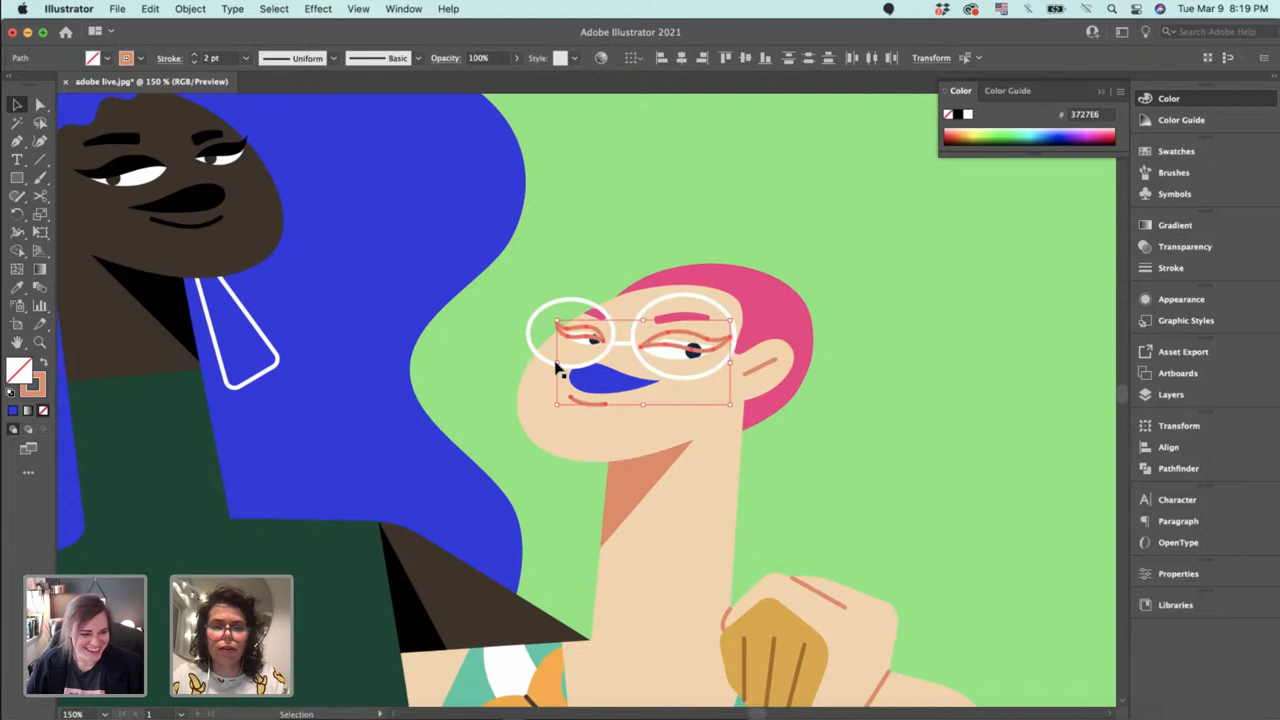 Illustrator File Edit Object Type Select Effect View Window Help Tue Mar 9 8:19 PM
Adobe Illustrator 2021 Search Adobe Help
Path Stroke: 2 pt Uniform Basic Opacity: 100% Style: Transform
× adobe live.jpg* @ 150 % (RGB/Preview)
Color Color Guide
# 3727E6
Color
Color Guide
Swatches
Brushes
Symbols
Gradient
Transparency
Stroke
Appearance
Graphic Styles
Asset Export
Artboards
Layers
Transform
Align
Pathfinder
Character
Paragraph
OpenType
Properties
Libraries
150% 1 Selection